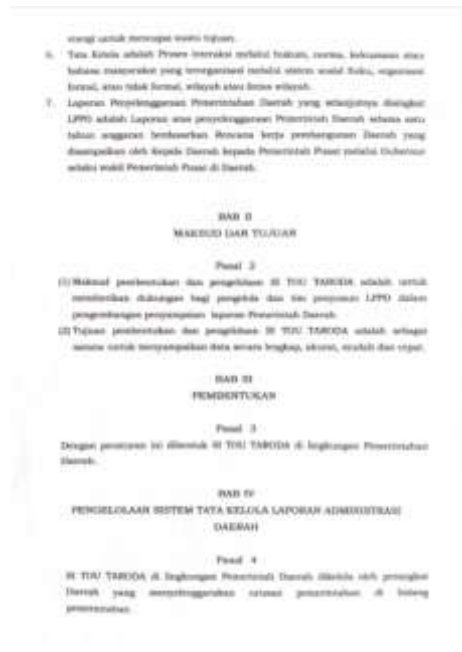 sinergi untuk mencapai suatu tujuan.
6. Tata Kelola adalah Proses interaksi melalui hukum, norma, kekuasaan atau
bahasa masyarakat yang terorganisasi melalui sistem sosial
formal, atau tidak formal, wilayah atau lintas wilayah.
7. Laporan Penyelenggaraan Pemerintahan Daerah yang selanjutnya disingkat
LPPD adalah Laporan atas penyelenggaraan Pemerintah Daerah selama satu
tahun anggaran berdasarkan Rencana kerja pembangunan Daerah yang
disampaikan oleh Kepala Daerah kepada Pemerintah Pusat melalui Gubernur
selaku wakil Pemerintah Pusat di Daerah.
BAB II
MAKSUD DAN TUJUAN
Pasal 2
(1) Maksud pembentukan dan pengelolaan SI TOU TARODA adalah untuk
memberikan dukungan bagi pengelola dan tim penyusun LPPD dalam
pengembangan penyampaian laporan Pemerintah Daerah.
(2) Tujuan pembentukan dan pengelolaan SI TOU TARODA adalah sebagai
sarana untuk menyampaikan data secara lengkap, akurat, mudah dan cepat.
BAB III
PEMBENTUKAN
Pasal 3
Dengan peraturan ini dibentuk SI TOU TARODA di lingkungan Pemerintahan
Daerah.
BAB IV
PENGELOLAAN SISTEM TATA KELOLA LAPORAN ADMINISTRASI
DAERAH
Pasal 4
SI TOU TARODA di lingkungan Pemerintah Daerah dikelola oleh perangkat
Daerah yang menyelenggarakan urusan pemerintahan di bidang
pemerintahan.